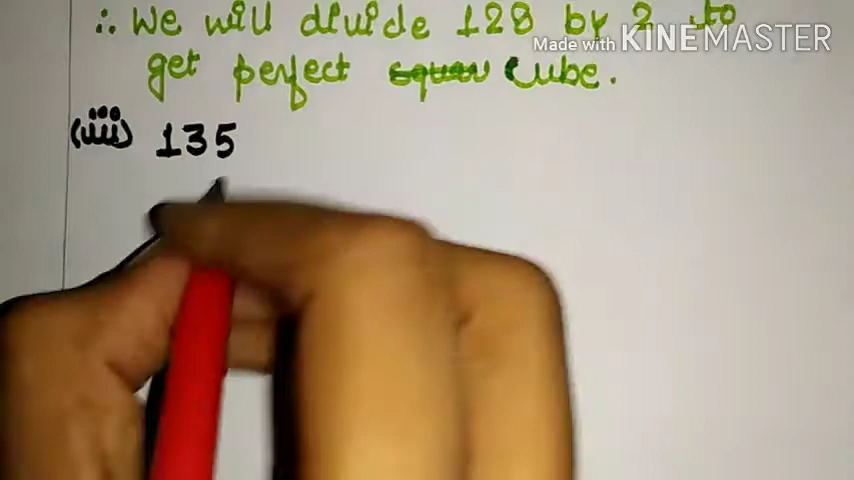 ∴ We will divide 128 by 2 to
Made with KINEMASTER
get perfect squar Cube.
(iii) 135